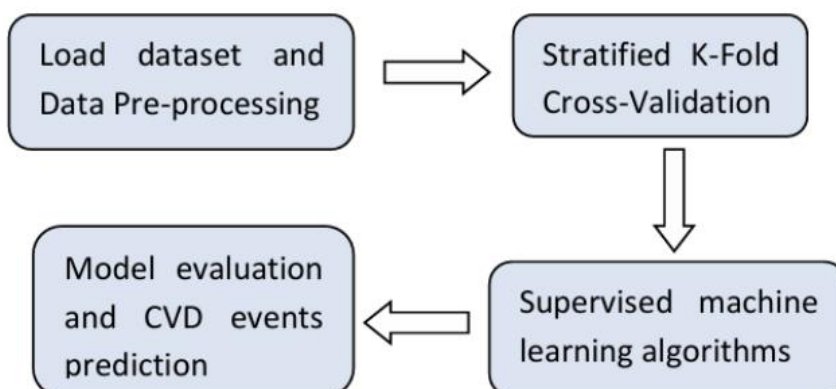 Load dataset and
Data Pre-processing
Stratified K-Fold
Cross-Validation
Supervised machine
learning algorithms
Model evaluation
and CVD events
prediction